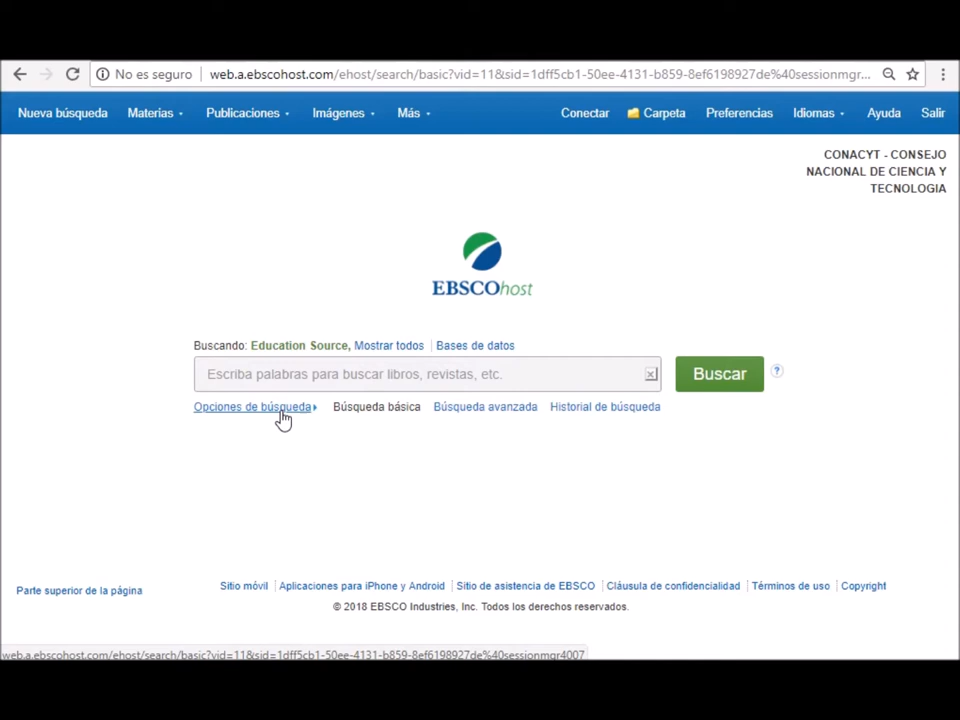 No es seguro web.a.ebscohost.com/ehost/search/basic?vid=11&sid=1dff5cb1-50ee-4131-b859-8ef6198927de%40sessionmgr...
Nueva búsqueda Materias Publicaciones Imágenes Más Conectar Carpeta Preferencias Idiomas Ayuda Salir
CONACYT - CONSEJO
NACIONAL DE CIENCIA Y
TECNOLOGIA
EBSCOhost
Buscando: Education Source, Mostrar todos Bases de datos
Escriba palabras para buscar libros, revistas, etc. x Buscar ?
Opciones de búsqueda Búsqueda básica Búsqueda avanzada Historial de búsqueda
Parte superior de la página
Sitio móvil Aplicaciones para iPhone y Android Sitio de asistencia de EBSCO Cláusula de confidencialidad Términos de uso Copyright
© 2018 EBSCO Industries, Inc. Todos los derechos reservados.
web.a.ebscohost.com/ehost/search/basic?vid=11&sid=1dff5cb1-50ee-4131-b859-8ef6198927de%40sessionmgr4007